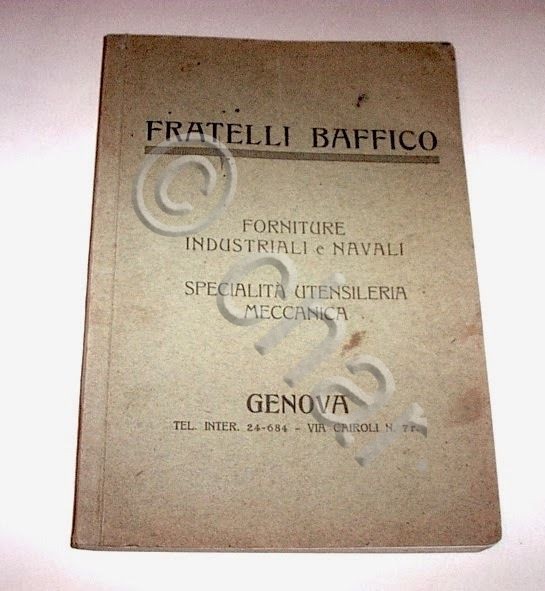 FRATELLI BAFFICO
FORNITURE
INDUSTRIALI e NAVALI
SPECIALITÀ UTENSILERIA
MECCANICA
GENOVA
TEL. INTER. 24-684 - VIA CAIROLI N.